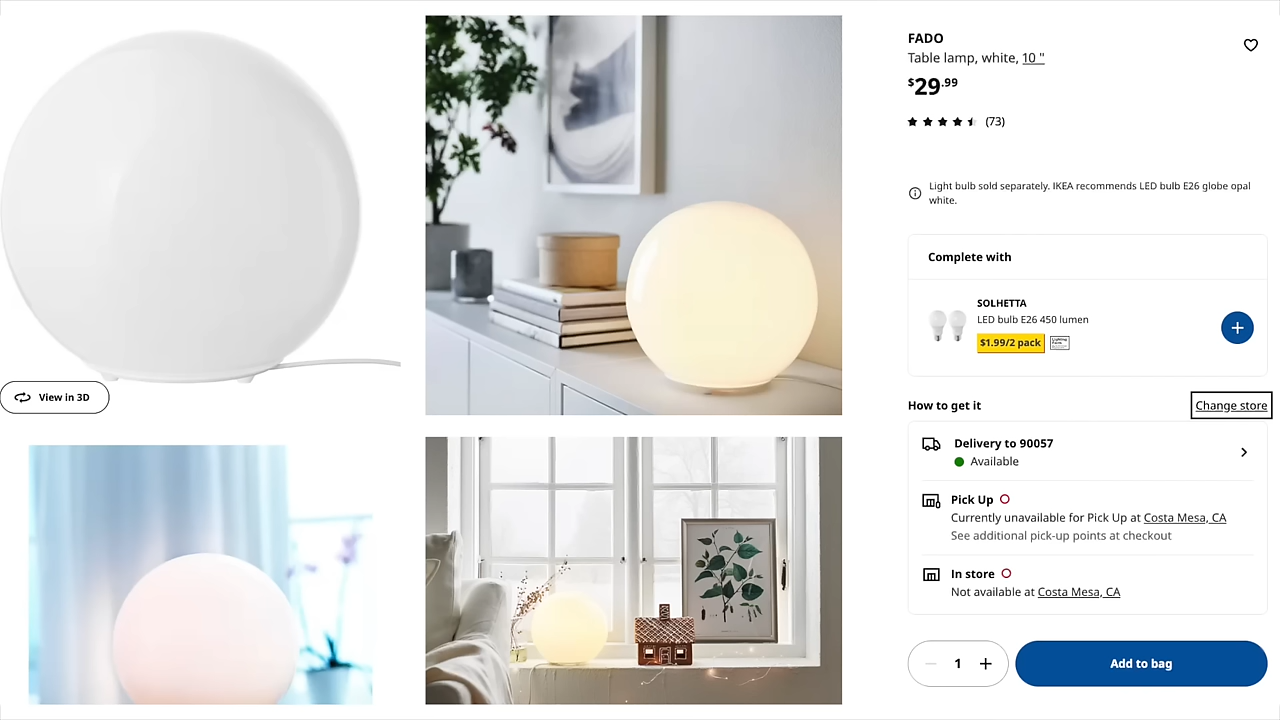 FADO
Table lamp, white, 10 "
$29.99
(73)
Light bulb sold separately. IKEA recommends LED bulb E26 globe opal
white.
Complete with
SOLHETTA
LED bulb E26 450 lumen
$1.99/2 pack
View in 3D
How to get it
Change store
Delivery to 90057
Available
Pick Up
Currently unavailable for Pick Up at Costa Mesa, CA
See additional pick-up points at checkout
In store
Not available at Costa Mesa, CA
1
Add to bag